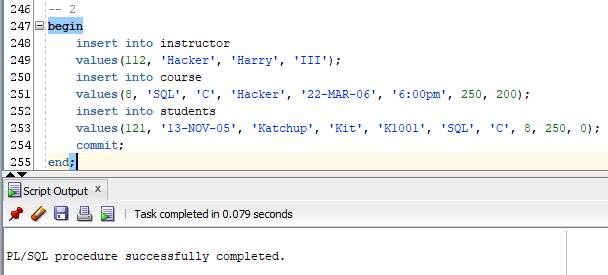 246 -- 2
247 begin
248 insert into instructor
249 values(112, 'Hacker', 'Harry', 'III');
250 insert into course
251 values(8, 'SQL', 'C', 'Hacker', '22-MAR-06', '6:00pm', 250, 200);
252 insert into students
253 values(121, '13-NOV-05', 'Katchup', 'Kit', 'K1001', 'SQL', 'C', 8, 250, 0);
254 commit;
255 end;
Script Output x
Task completed in 0.079 seconds
PL/SQL procedure successfully completed.